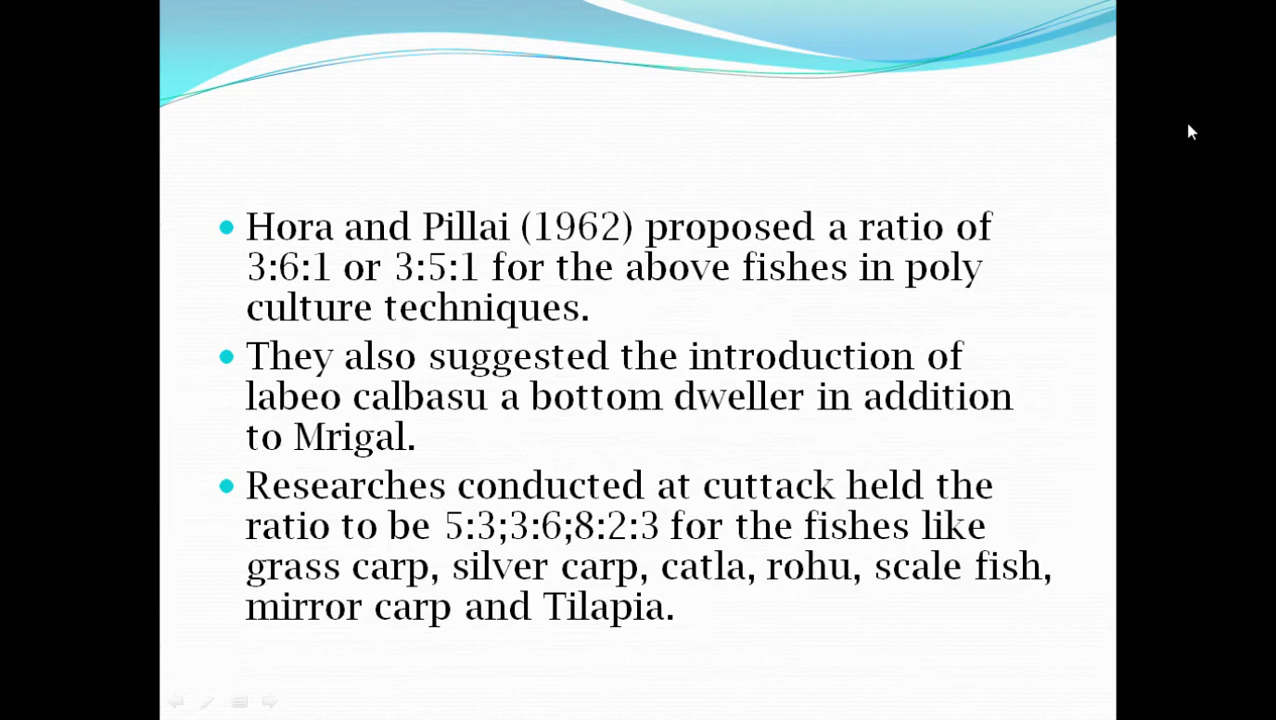 Hora and Pillai (1962) proposed a ratio of
3:6:1 or 3:5:1 for the above fishes in poly
culture techniques.
They also suggested the introduction of
labeo calbasu a bottom dweller in addition
to Mrigal.
Researches conducted at cuttack held the
ratio to be 5:3;3:6;8:2:3 for the fishes like
grass carp, silver carp, catla, rohu, scale fish,
mirror carp and Tilapia.